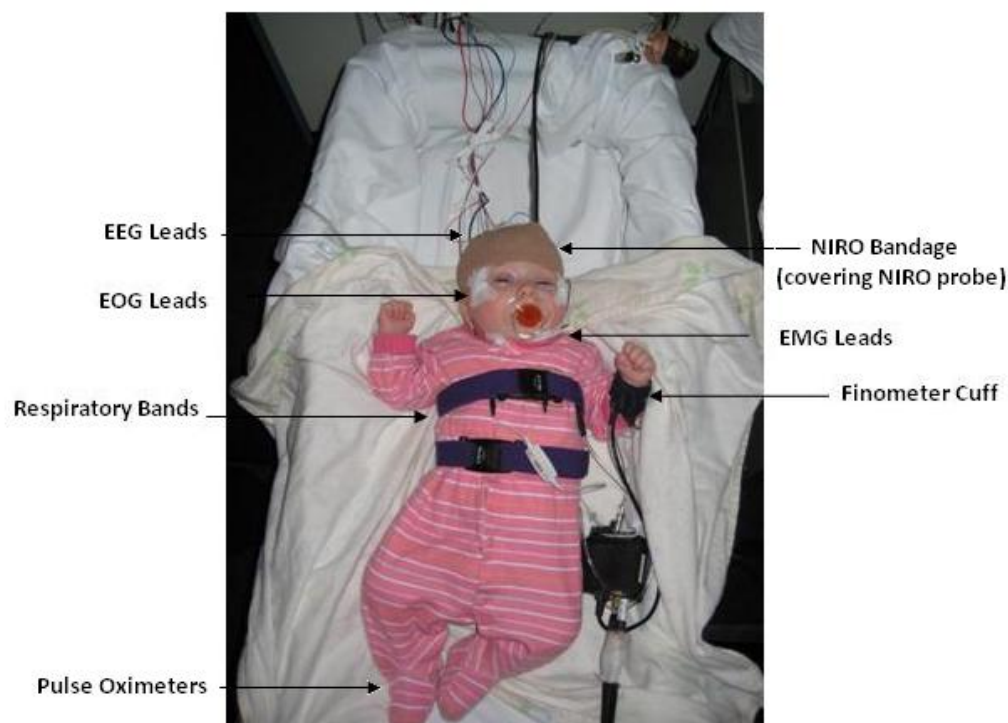 EEG Leads
NIRO Bandage
(covering NIRO probe)
EOG Leads
EMG Leads
Finometer Cuff
Respiratory Bands
Pulse Oximeters